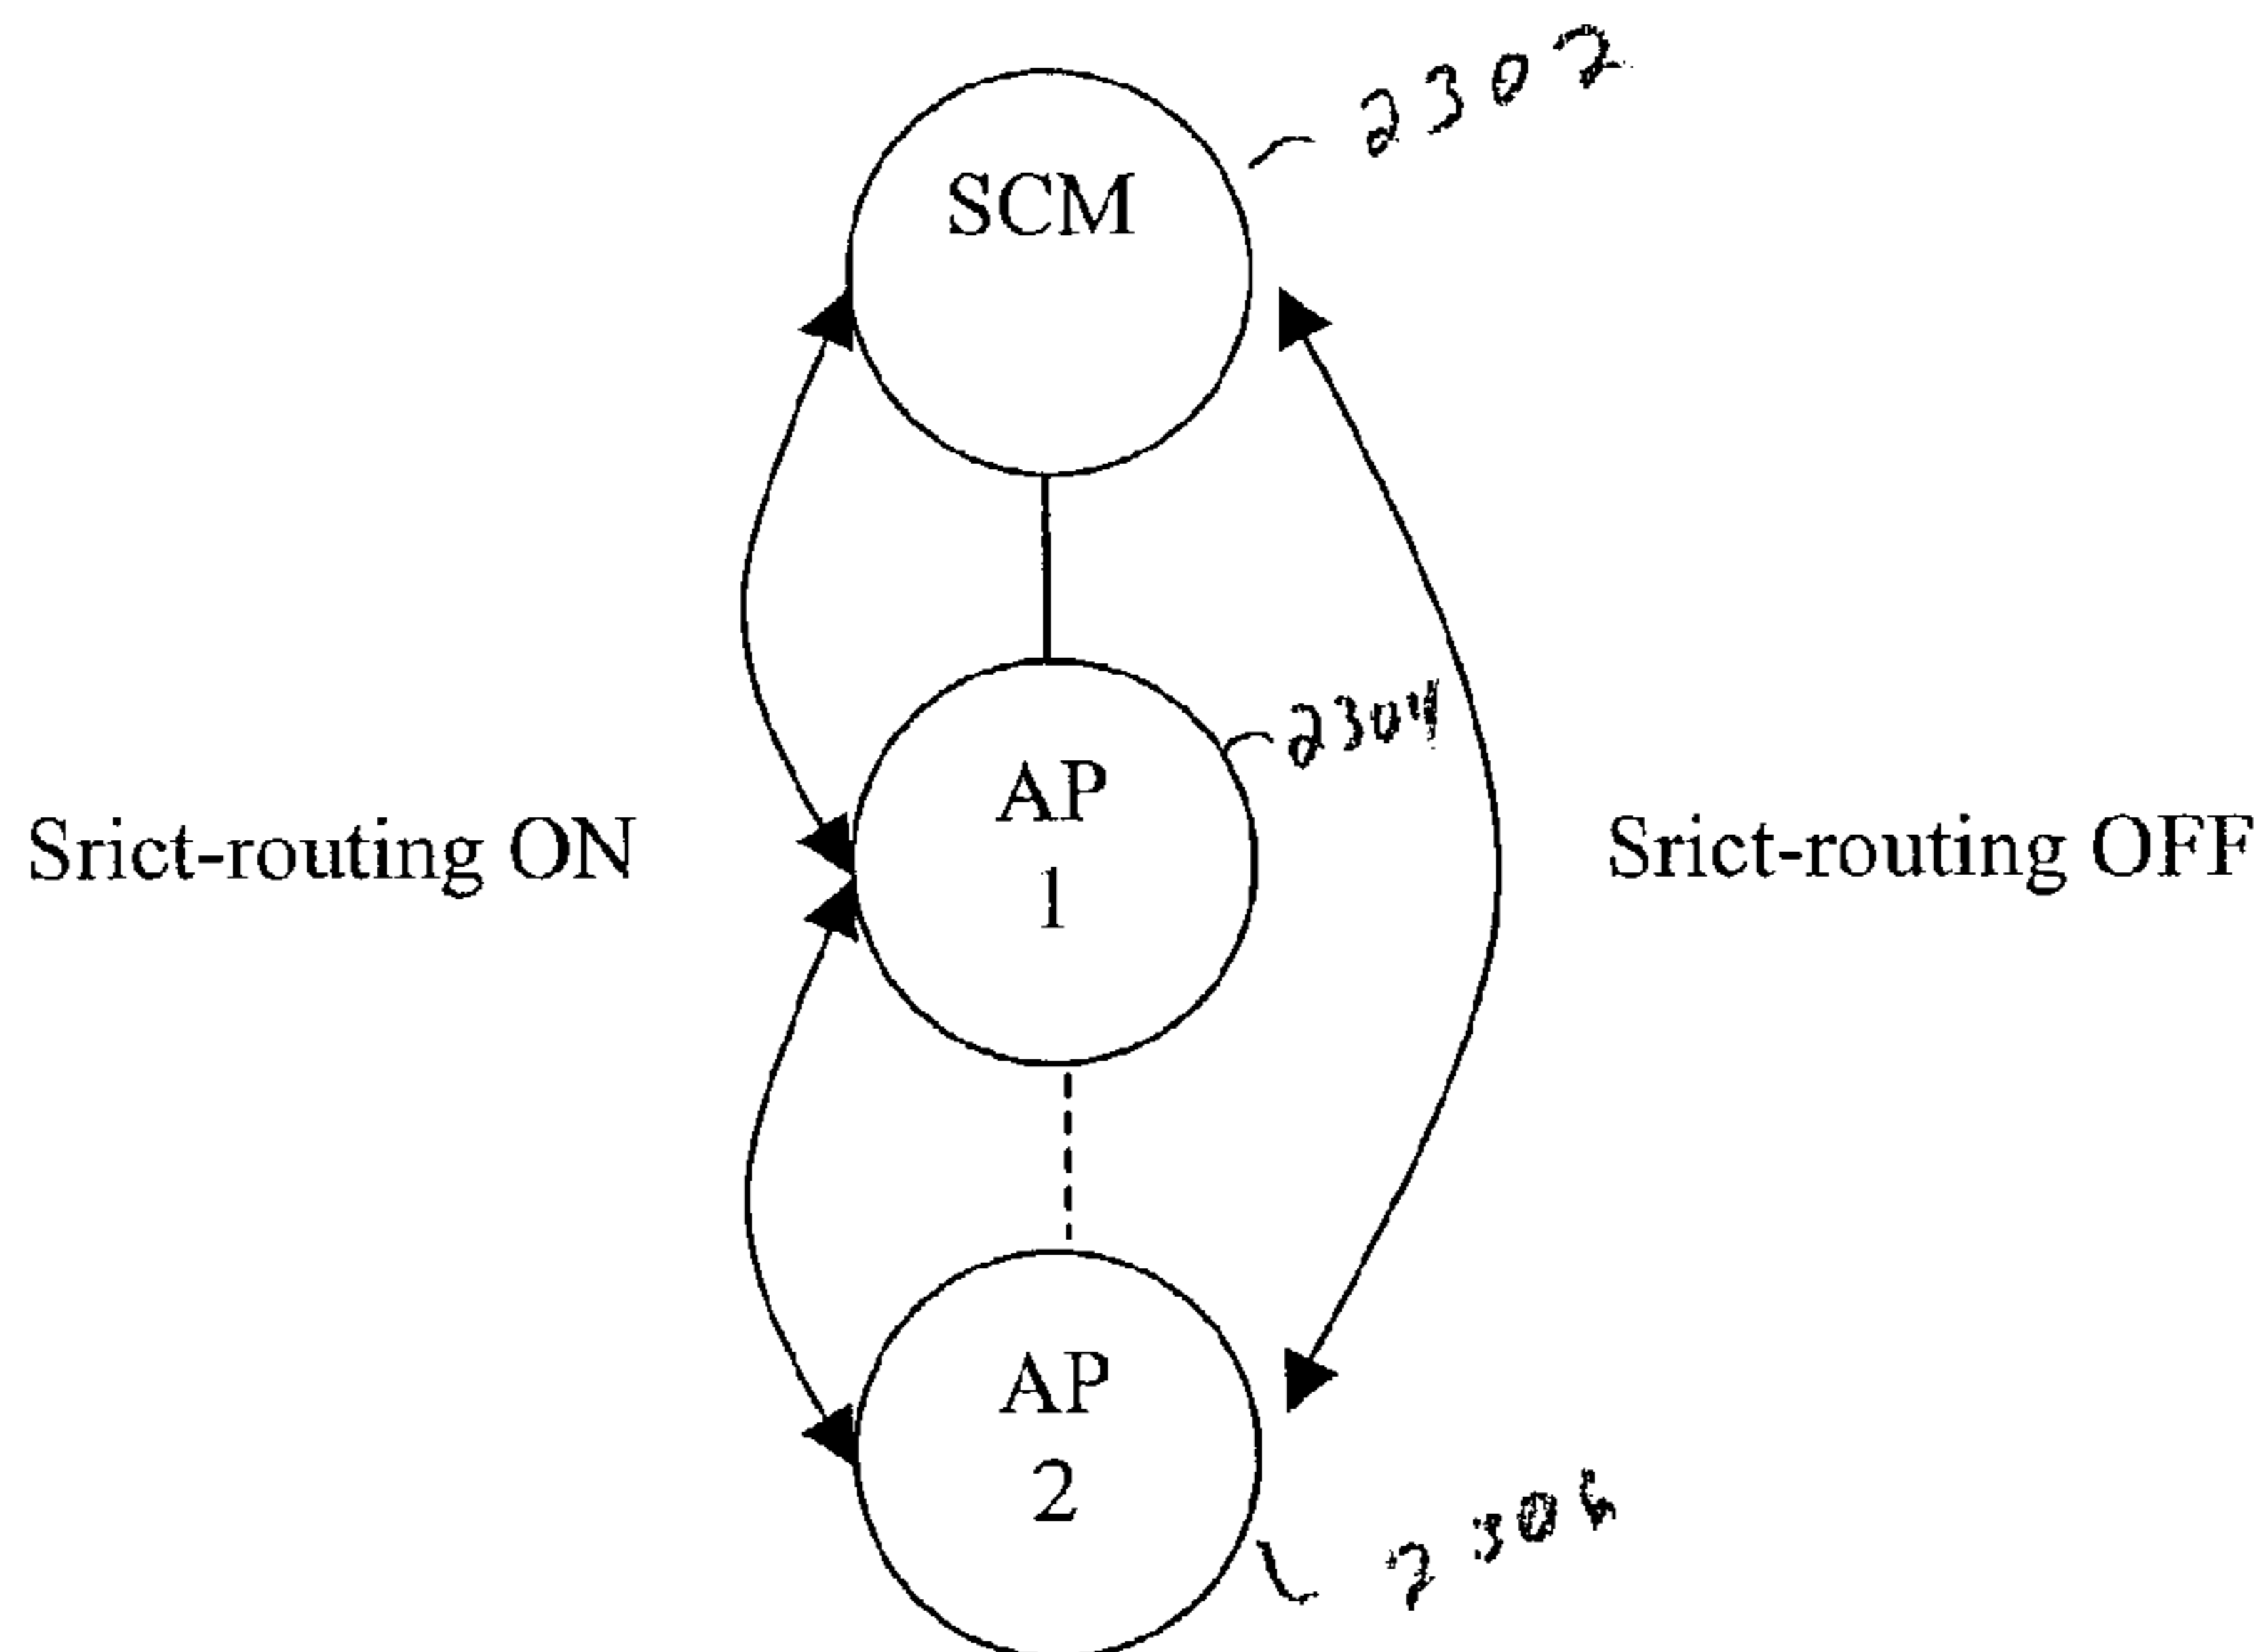 SCM
2302
AP
1
2304
Srict-routing ON
Srict-routing OFF
AP
2
2306